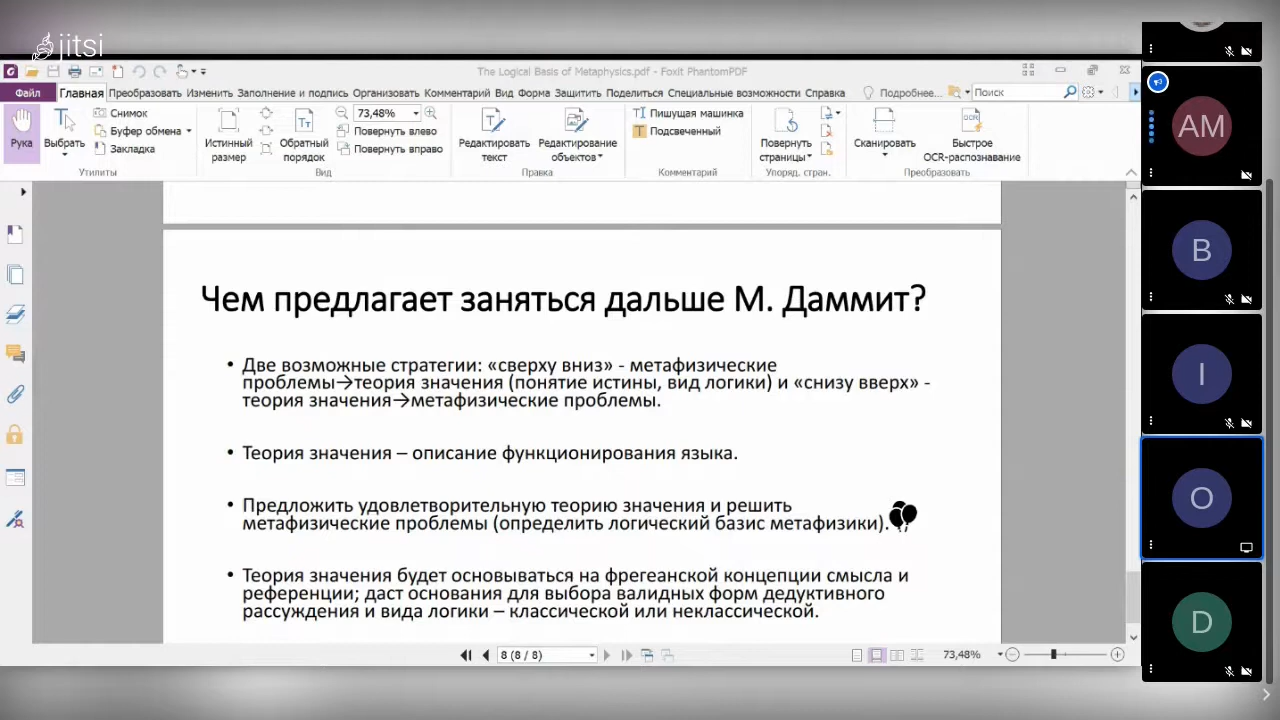 jitsi
The Logical Basis of Metaphysics.pdf - Foxit PhantomPDF
Файл Главная Преобразовать Изменить Заполнение и подпись Организовать Комментарий Вид Форма Защитить Поделиться Специальные возможности Справка Подробнее... Поиск
Рука
Выбрать
Снимок
Буфер обмена
Закладка
Утилиты
Истинный размер
Обратный порядок
73,48%
Повернуть влево
Повернуть вправо
Вид
Редактировать текст
Редактирование объектов
Правка
Пишущая машинка
Подсвеченный
Комментарий
Повернуть страницы
Упоряд. стран.
Сканировать
Быстрое OCR-распознавание
Преобразовать
Чем предлагает заняться дальше М. Даммит?
• Две возможные стратегии: «сверху вниз» - метафизические
проблемы→теория значения (понятие истины, вид логики) и «снизу вверх» -
теория значения→метафизические проблемы.
• Теория значения – описание функционирования языка.
• Предложить удовлетворительную теорию значения и решить
метафизические проблемы (определить логический базис метафизики).
• Теория значения будет основываться на фрегеанской концепции смысла и
референции; даст основания для выбора валидных форм дедуктивного
рассуждения и вида логики – классической или неклассической.
8 (8 / 8)
73,48%
AM
B
I
O
D